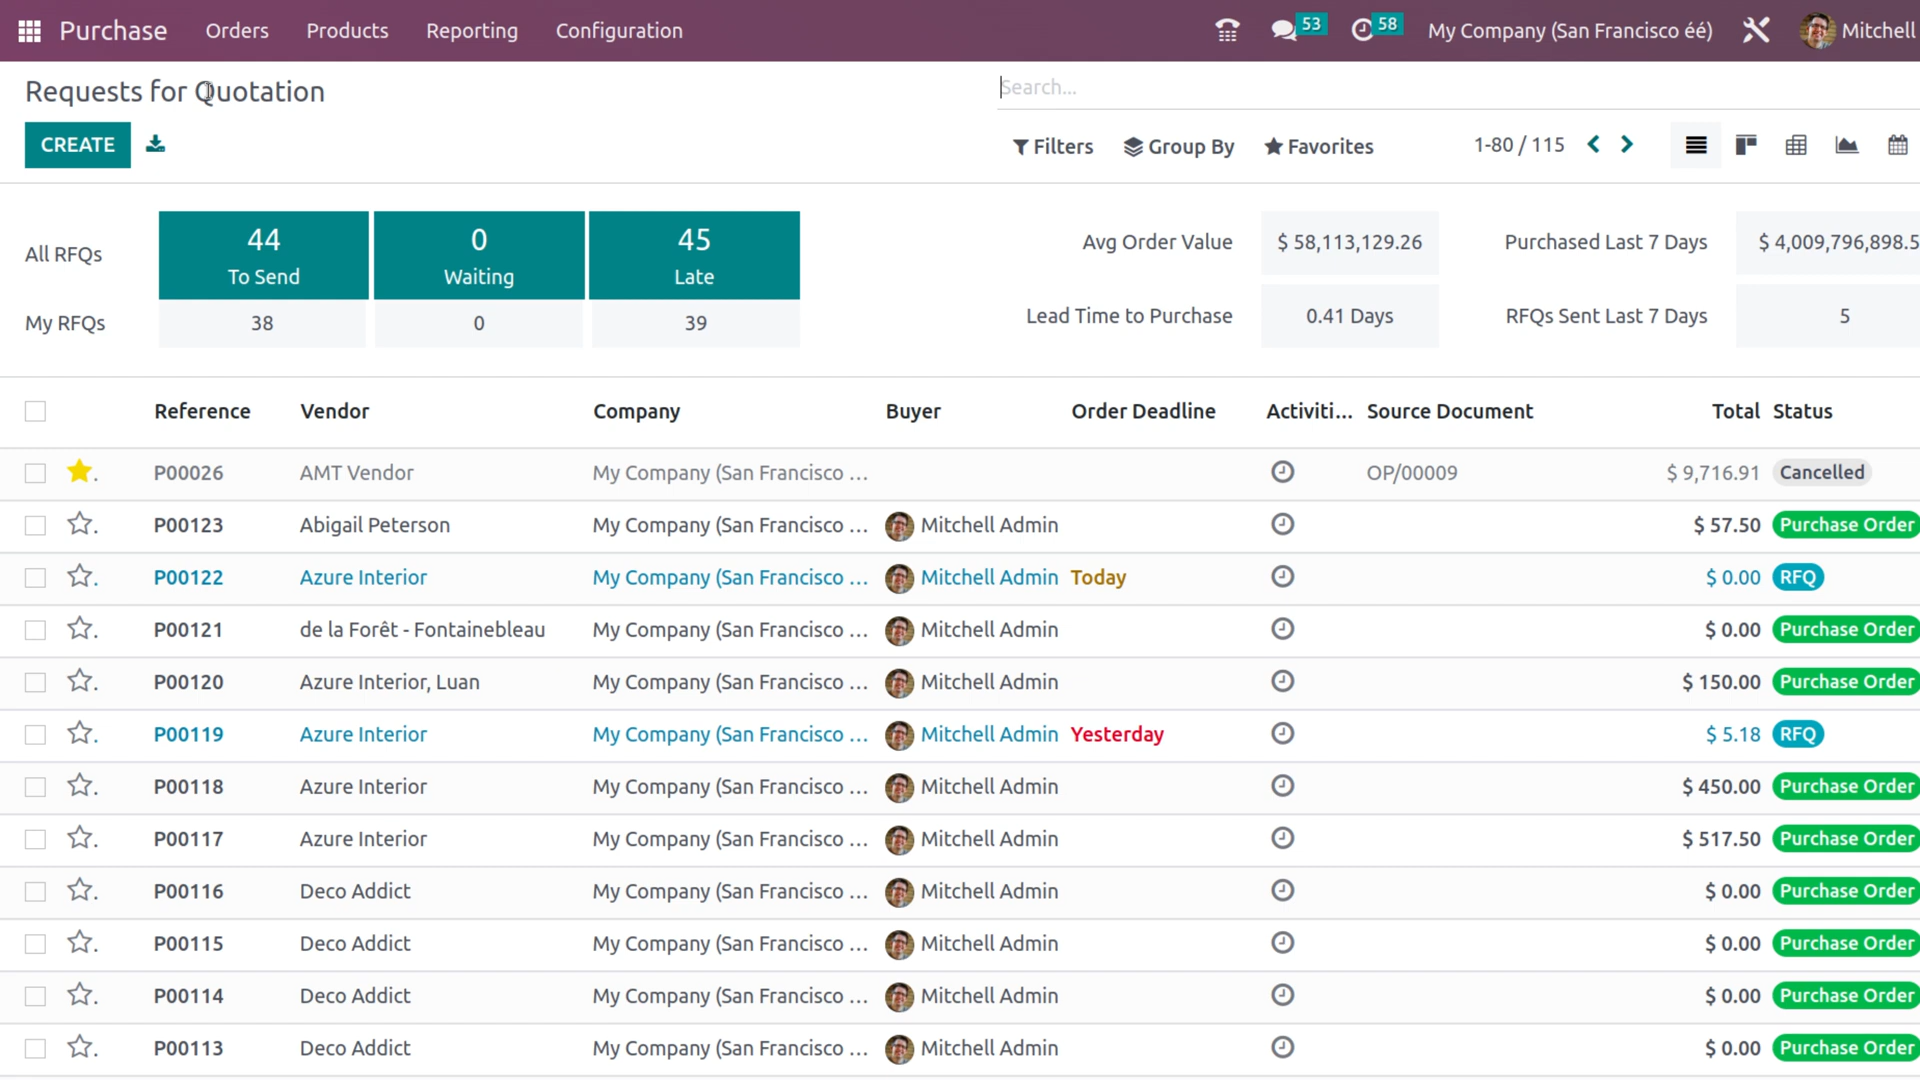 Purchase Orders Products Reporting Configuration 53 58 My Company (San Francisco éé) Mitchell
Requests for Quotation Search...
CREATE Filters Group By Favorites 1-80 / 115
44 0 45
All RFQs To Send Waiting Late Avg Order Value $ 58,113,129.26 Purchased Last 7 Days $ 4,009,796,898.5
My RFQs 38 0 39 Lead Time to Purchase 0.41 Days RFQs Sent Last 7 Days 5
Reference Vendor Company Buyer Order Deadline Activiti... Source Document Total Status
P00026 AMT Vendor My Company (San Francisco ... OP/00009 $ 9,716.91 Cancelled
P00123 Abigail Peterson My Company (San Francisco ... Mitchell Admin $ 57.50 Purchase Order
P00122 Azure Interior My Company (San Francisco ... Mitchell Admin Today $ 0.00 RFQ
P00121 de la Forêt - Fontainebleau My Company (San Francisco ... Mitchell Admin $ 0.00 Purchase Order
P00120 Azure Interior, Luan My Company (San Francisco ... Mitchell Admin $ 150.00 Purchase Order
P00119 Azure Interior My Company (San Francisco ... Mitchell Admin Yesterday $ 5.18 RFQ
P00118 Azure Interior My Company (San Francisco ... Mitchell Admin $ 450.00 Purchase Order
P00117 Azure Interior My Company (San Francisco ... Mitchell Admin $ 517.50 Purchase Order
P00116 Deco Addict My Company (San Francisco ... Mitchell Admin $ 0.00 Purchase Order
P00115 Deco Addict My Company (San Francisco ... Mitchell Admin $ 0.00 Purchase Order
P00114 Deco Addict My Company (San Francisco ... Mitchell Admin $ 0.00 Purchase Order
P00113 Deco Addict My Company (San Francisco ... Mitchell Admin $ 0.00 Purchase Order